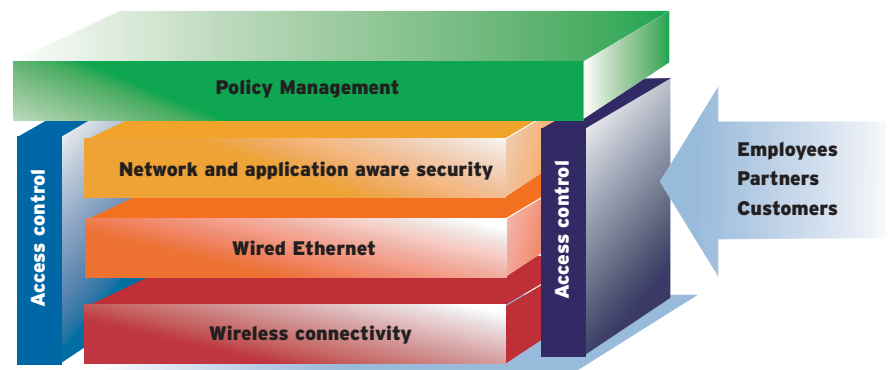 Policy Management
Network and application aware security
Wired Ethernet
Wireless connectivity
Access control
Access control
Employees
Partners
Customers